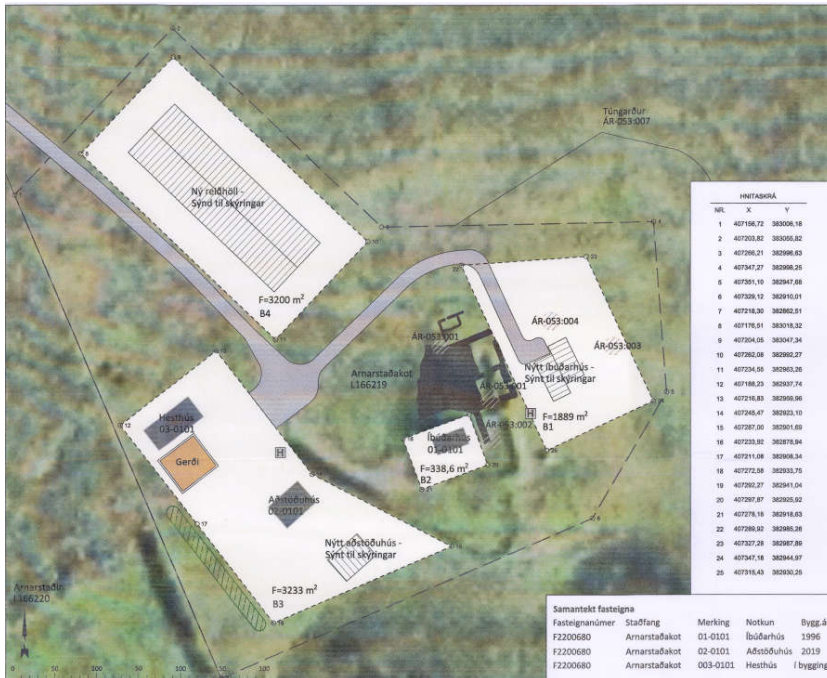 Túngarður
ÁR-053:007
Ný reiðhöll -
Sýnd til skýringar
F=3200 m²
B4
ÁR-053:004
ÁR-053:003
ÁR-053:001
Arnarstaðakot
L166219
Nýtt íbúðarhús -
Sýnt til skýringar
ÁR-053:001
F=1889 m²
B1
H
ÁR-053:002
Hesthús
03-0101
Gerði
H
Íbúðarhús
01-0101
F=338,6 m²
B2
Aðstöðuhús
02-0101
Nýtt aðstöðuhús -
Sýnt til skýringar
F=3233 m²
B3
Arnarstaðir
L166220
0 50 100
HNITASKRÁ
NR. X Y
1 407156,72 383006,18
2 407203,82 383055,82
3 407266,21 382996,63
4 407347,27 382998,25
5 407351,10 382947,68
6 407329,12 382910,01
7 407218,30 382862,51
8 407176,51 383018,32
9 407204,05 383047,34
10 407262,08 382992,27
11 407234,56 382963,26
12 407188,23 382937,74
13 407216,83 382959,96
14 407245,47 382923,10
15 407287,00 382901,69
16 407233,92 382878,94
17 407211,08 382908,34
18 407272,58 382933,75
19 407292,27 382941,04
20 407297,87 382925,92
21 407278,18 382918,63
22 407289,92 382985,26
23 407327,28 382987,89
24 407347,18 382944,97
25 407315,43 382930,25
Samantekt fasteigna
Fasteignanúmer Staðfang Merking Notkun Bygg.á
F2200680 Arnarstaðakot 01-0101 Íbúðarhús 1996
F2200680 Arnarstaðakot 02-0101 Aðstöðuhús 2019
F2200680 Arnarstaðakot 003-0101 Hesthús Í bygging